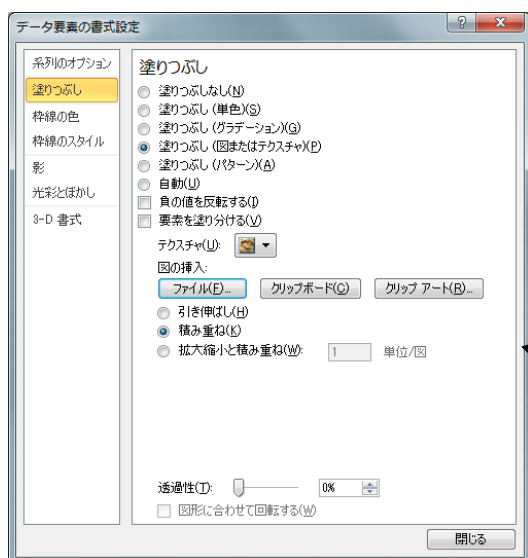 データ要素の書式設定
系列のオプション
塗りつぶし
枠線の色
枠線のスタイル
影
光彩とぼかし
3-D 書式
塗りつぶし
塗りつぶしなし(N)
塗りつぶし (単色)(S)
塗りつぶし (グラデーション)(G)
塗りつぶし (図またはテクスチャ)(P)
塗りつぶし (パターン)(A)
自動(U)
負の値を反転する(I)
要素を塗り分ける(V)
テクスチャ(U):
図の挿入:
ファイル(F)... クリップボード(C) クリップ アート(R)...
引き伸ばし(H)
積み重ね(K)
拡大縮小と積み重ね(W): 1 単位/図
透過性(T): 0%
図形に合わせて回転する(W)
閉じる